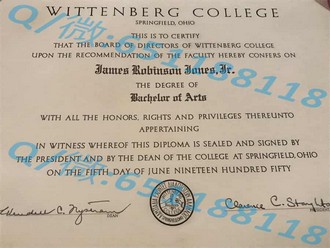 WITTENBERG COLLEGE
SPRINGFIELD, OHIO
THIS IS TO CERTIFY
THAT THE BOARD OF DIRECTORS OF WITTENBERG COLLEGE
UPON THE RECOMMENDATION OF THE FACULTY HEREBY CONFERS ON
James Robinson Jones, Jr.
THE DEGREE OF
Bachelor of Arts
WITH ALL THE HONORS, RIGHTS AND PRIVILEGES THEREUNTO
APPERTAINING
IN WITNESS WHEREOF THIS DIPLOMA IS SEALED AND SIGNED
BY THE PRESIDENT AND BY THE DEAN OF THE COLLEGE AT SPRINGFIELD, OHIO
ON THE FIFTH DAY OF JUNE NINETEEN HUNDRED FIFTY
DEAN
Clarence C.
Q/微: